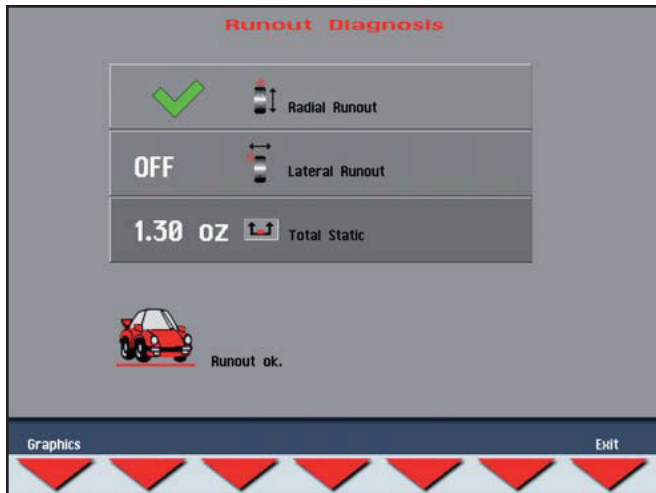 Runout Diagnosis
Radial Runout
OFF Lateral Runout
1.30 oz Total Static
Runout ok.
Graphics Exit